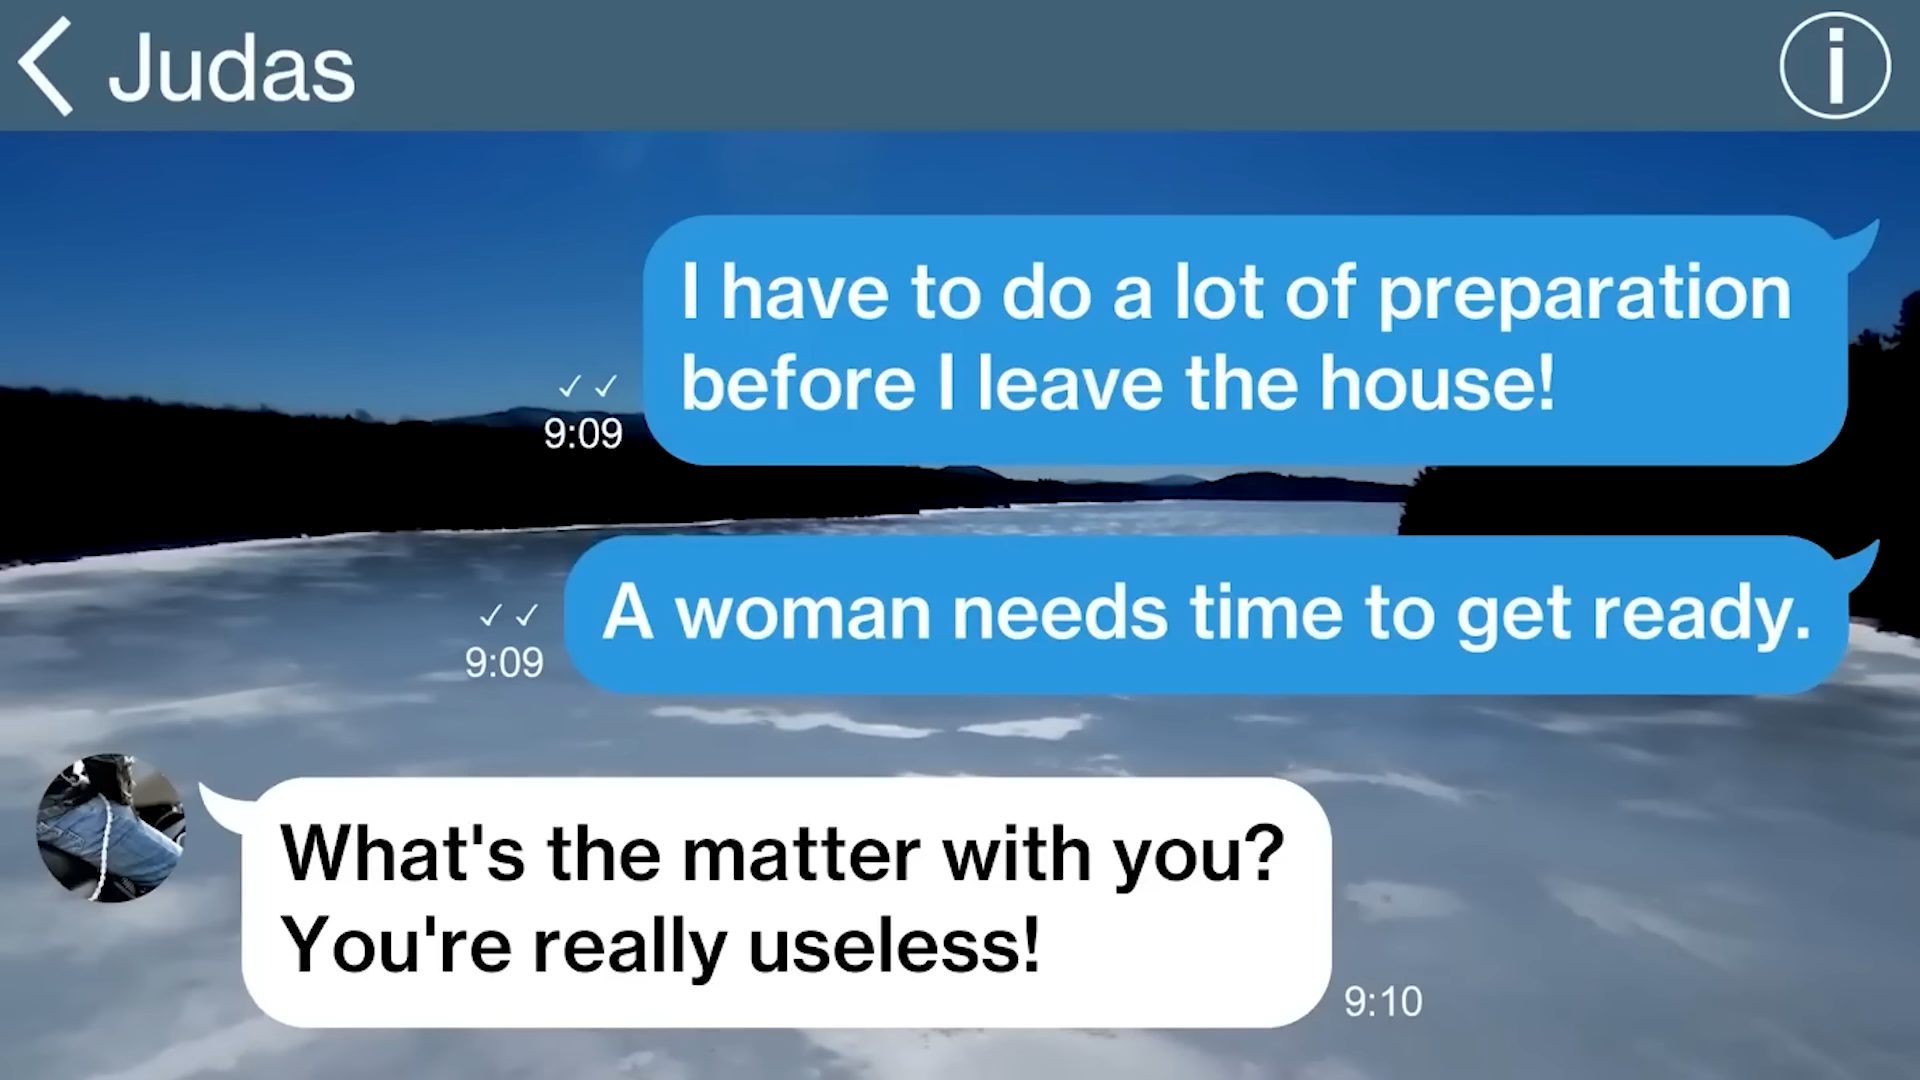 Judas
i
I have to do a lot of preparation
before I leave the house!
9:09
A woman needs time to get ready.
9:09
What's the matter with you?
You're really useless!
9:10